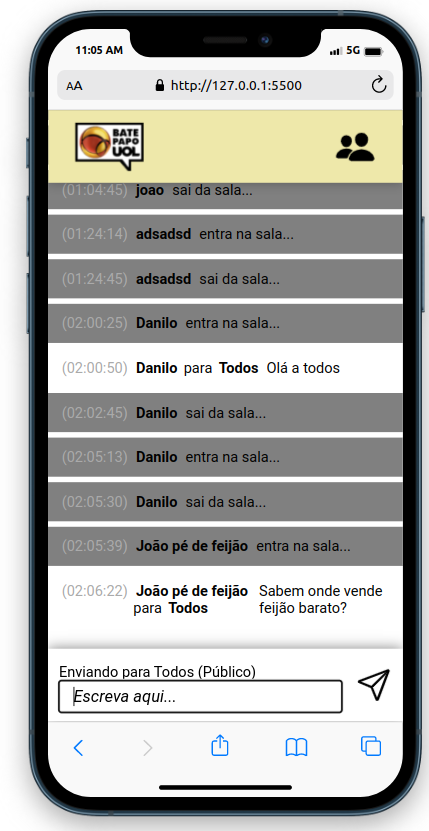 11:05 AM 5G
AA http://127.0.0.1:5500
BATE
PAPO
UOL
(01:04:45) joao sai da sala...
(01:24:14) adsadsd entra na sala...
(01:24:45) adsadsd sai da sala...
(02:00:25) Danilo entra na sala...
(02:00:50) Danilo para Todos Olá a todos
(02:02:45) Danilo sai da sala...
(02:05:13) Danilo entra na sala...
(02:05:30) Danilo sai da sala...
(02:05:39) João pé de feijão entra na sala...
(02:06:22) João pé de feijão Sabem onde vende
para Todos feijão barato?
Enviando para Todos (Público)
Escreva aqui...